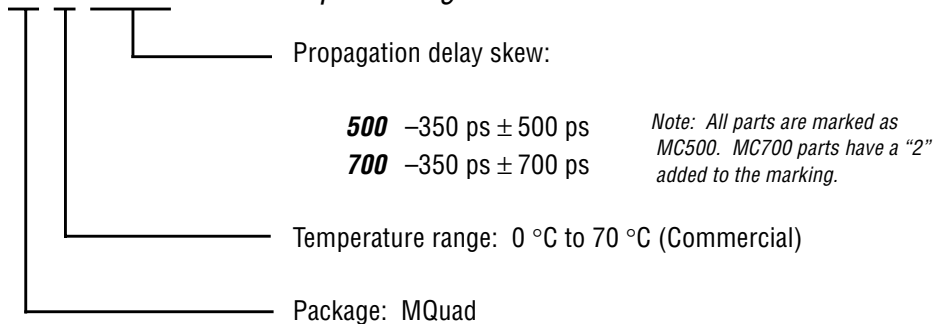 Propagation delay skew:
500 –350 ps ± 500 ps
700 –350 ps ± 700 ps
Note: All parts are marked as
MC500. MC700 parts have a “2”
added to the marking.
Temperature range: 0 °C to 70 °C (Commercial)
Package: MQuad